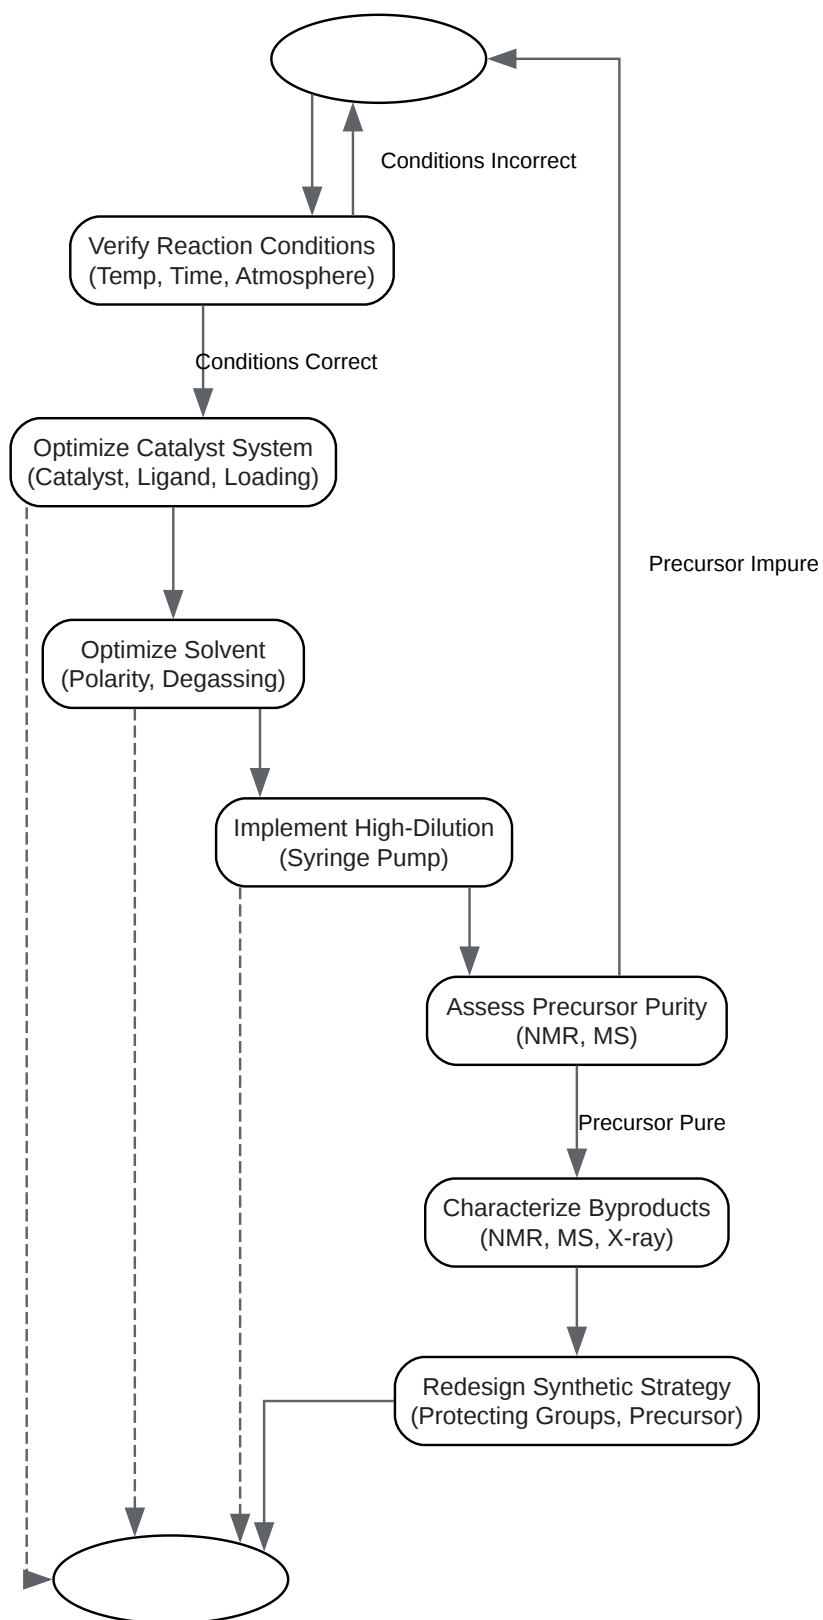 Conditions Incorrect
Verify Reaction Conditions
(Temp, Time, Atmosphere)
Conditions Correct
Optimize Catalyst System
(Catalyst, Ligand, Loading)
Precursor Impure
Optimize Solvent
(Polarity, Degassing)
Implement High-Dilution
(Syringe Pump)
Assess Precursor Purity
(NMR, MS)
Precursor Pure
Characterize Byproducts
(NMR, MS, X-ray)
Redesign Synthetic Strategy
(Protecting Groups, Precursor)